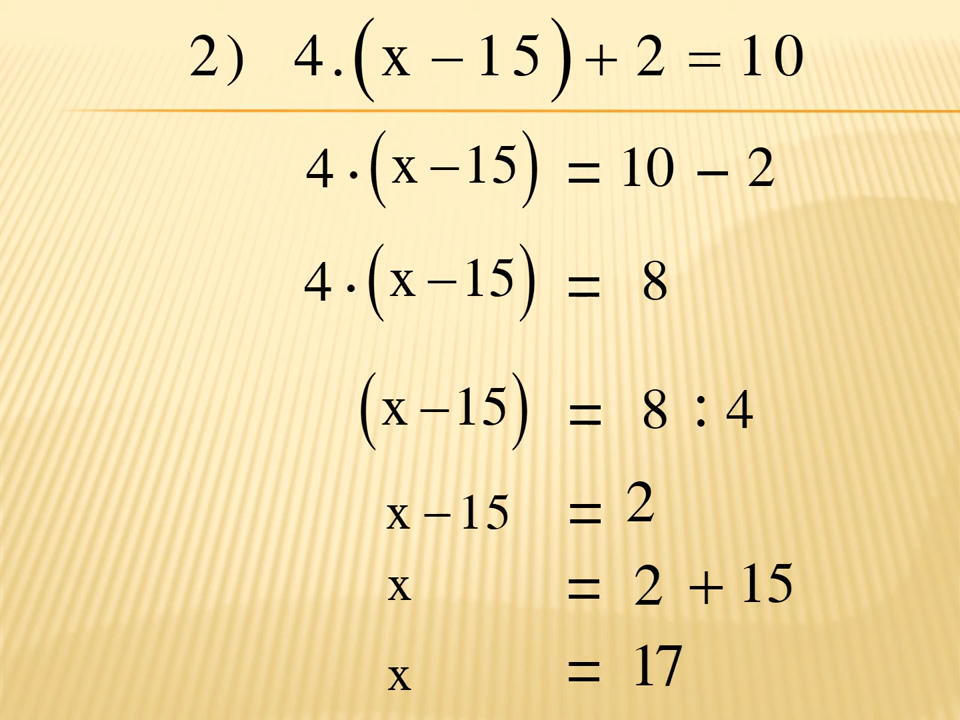 2) 4.(x − 15) + 2 = 10
4 · (x − 15) = 10 − 2
4 · (x − 15) = 8
(x − 15) = 8 : 4
x − 15 = 2
x = 2 + 15
x = 17